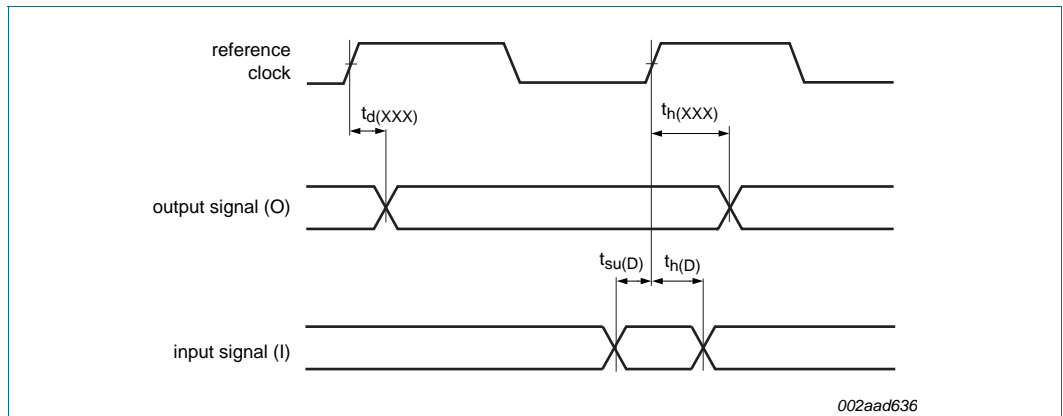 reference
clock
td(XXX)
th(XXX)
output signal (O)
tsu(D)
th(D)
input signal (I)
002aad636